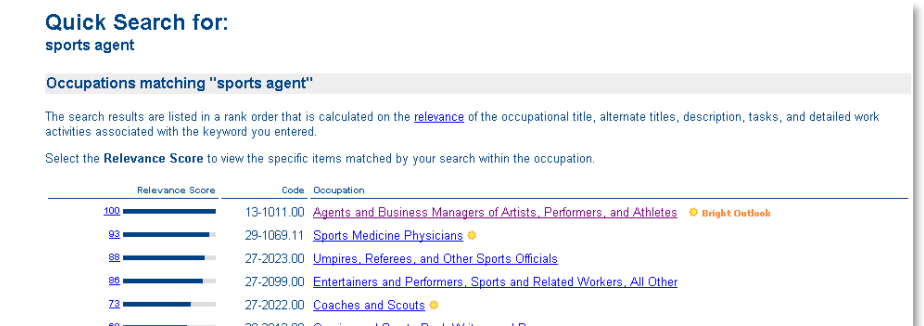 Quick Search for:
sports agent
Occupations matching "sports agent"
The search results are listed in a rank order that is calculated on the relevance of the occupational title, alternate titles, description, tasks, and detailed work
activities associated with the keyword you entered.
Select the Relevance Score to view the specific items matched by your search within the occupation.
Relevance Score Code Occupation
100 13-1011.00 Agents and Business Managers of Artists, Performers, and Athletes Bright Outlook
93 29-1069.11 Sports Medicine Physicians
88 27-2023.00 Umpires, Referees, and Other Sports Officials
86 27-2099.00 Entertainers and Performers, Sports and Related Workers, All Other
73 27-2022.00 Coaches and Scouts